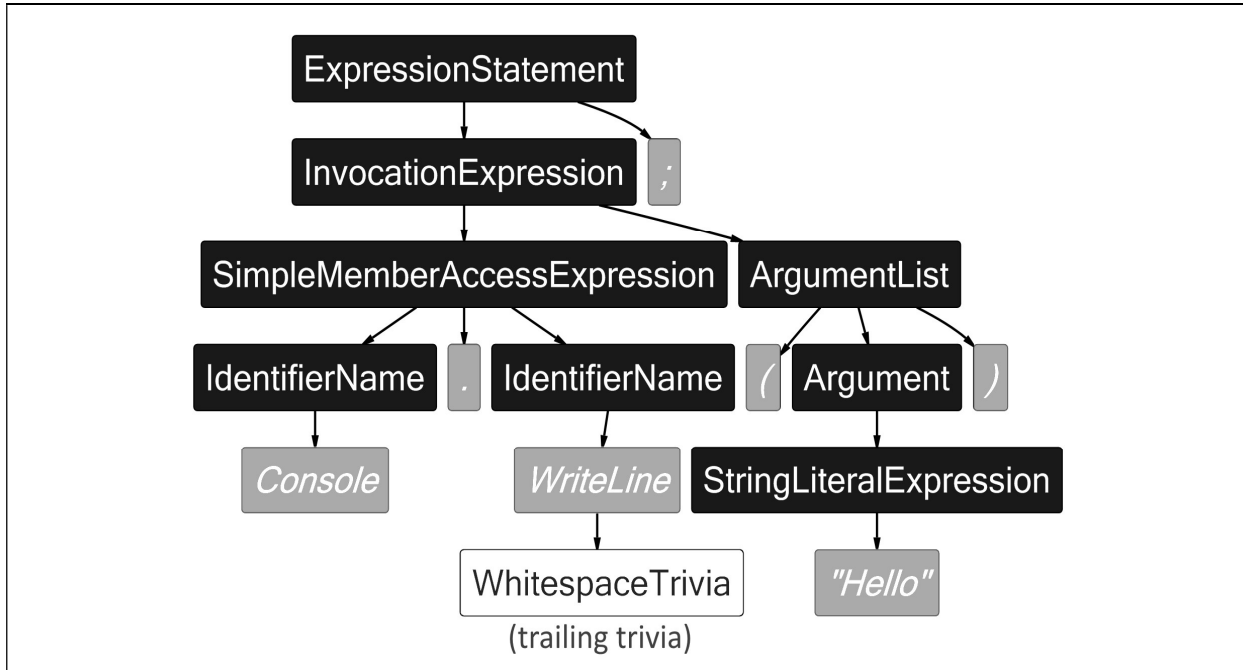 ExpressionStatement
InvocationExpression ;
SimpleMemberAccessExpression ArgumentList
IdentifierName . IdentifierName ( Argument )
Console WriteLine StringLiteralExpression
WhitespaceTrivia "Hello"
(trailing trivia)